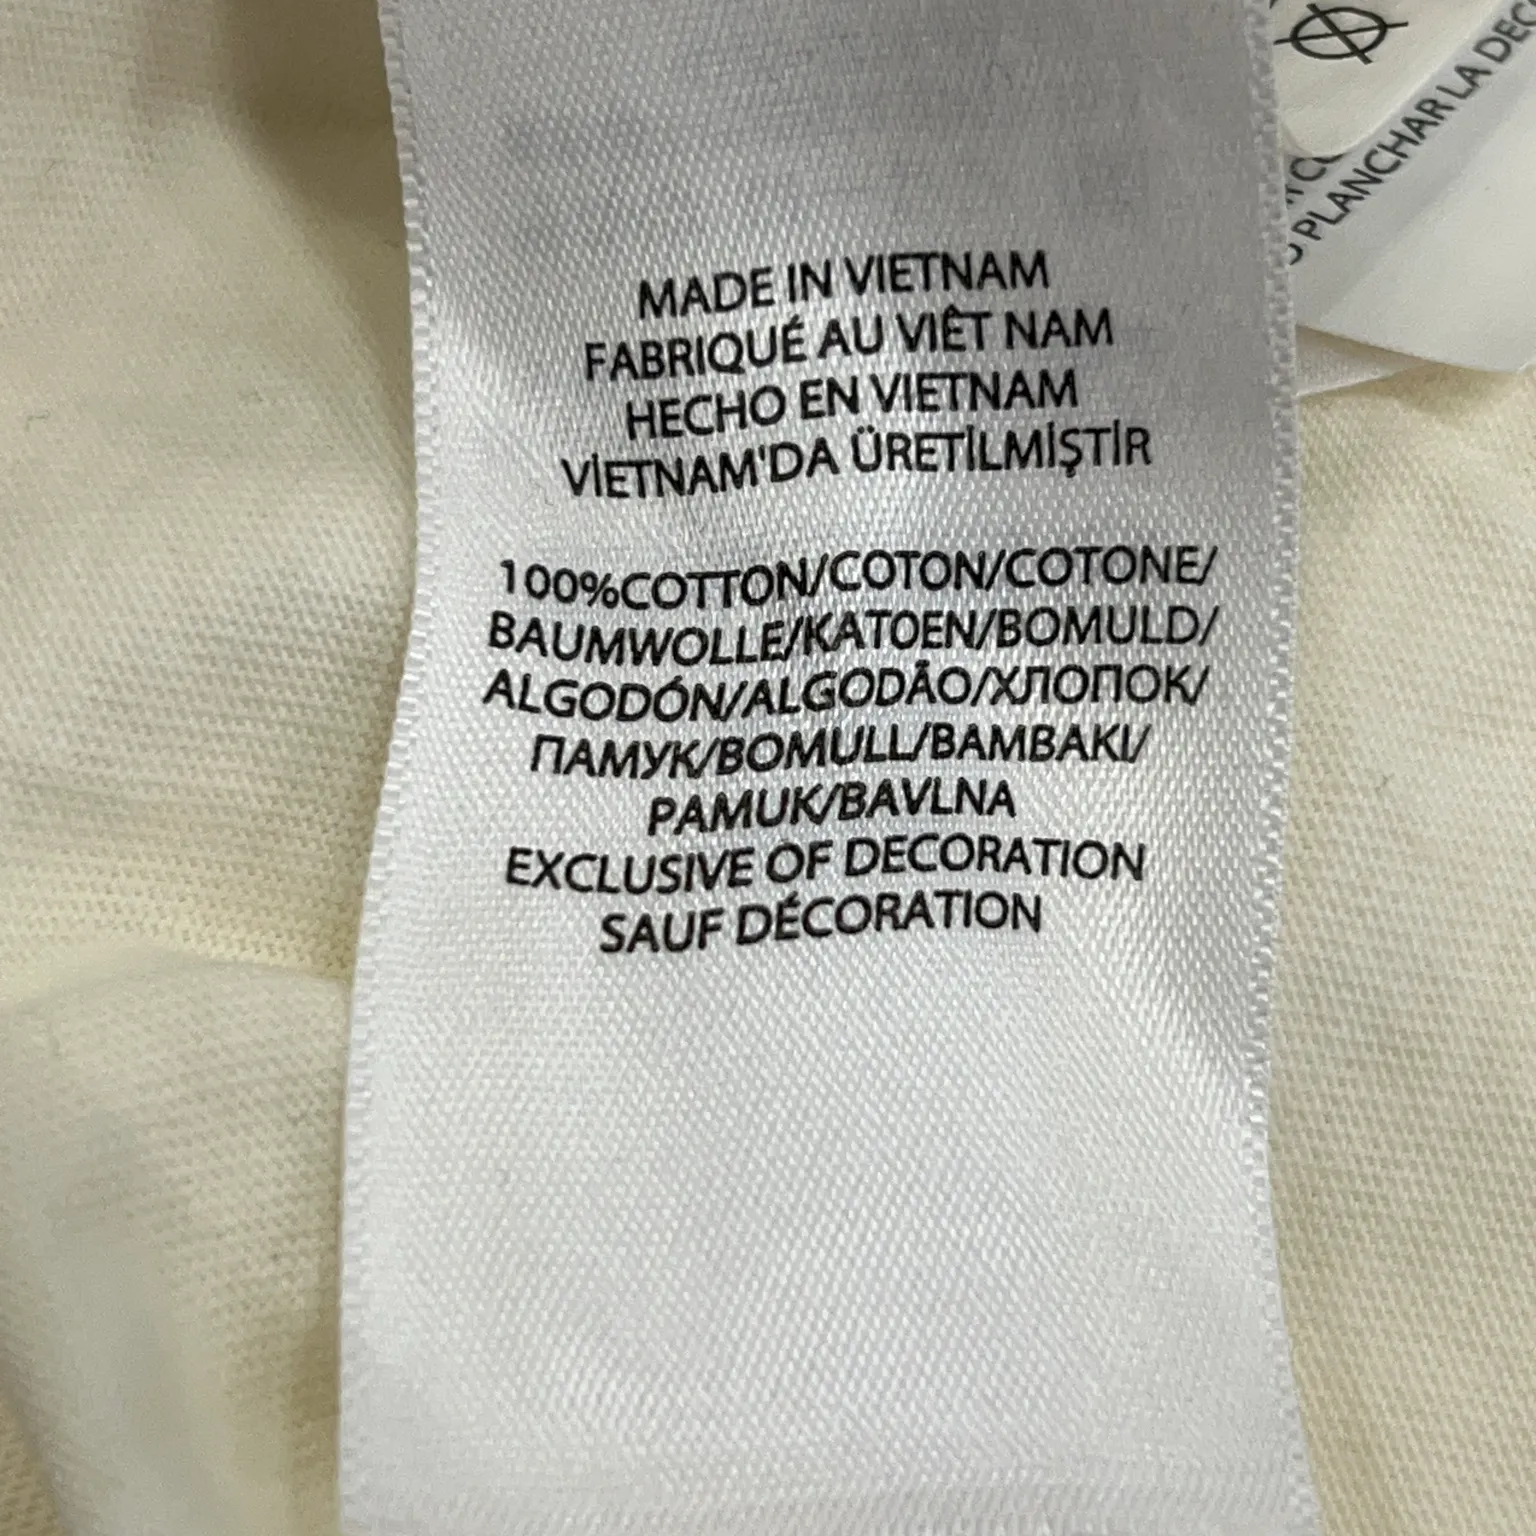 MADE IN VIETNAM
FABRIQUÉ AU VIÊT NAM
HECHO EN VIETNAM
VİETNAM'DA ÜRETİLMİŞTİR
100%COTTON/COTON/COTONE/
BAUMWOLLE/KATOEN/BOMULD/
ALGODÓN/ALGODÃO/ХЛОПОК/
ПАМУК/BOMULL/BAMBAKI/
PAMUK/BAVLNA
EXCLUSIVE OF DECORATION
SAUF DÉCORATION
PLANCHAR LA